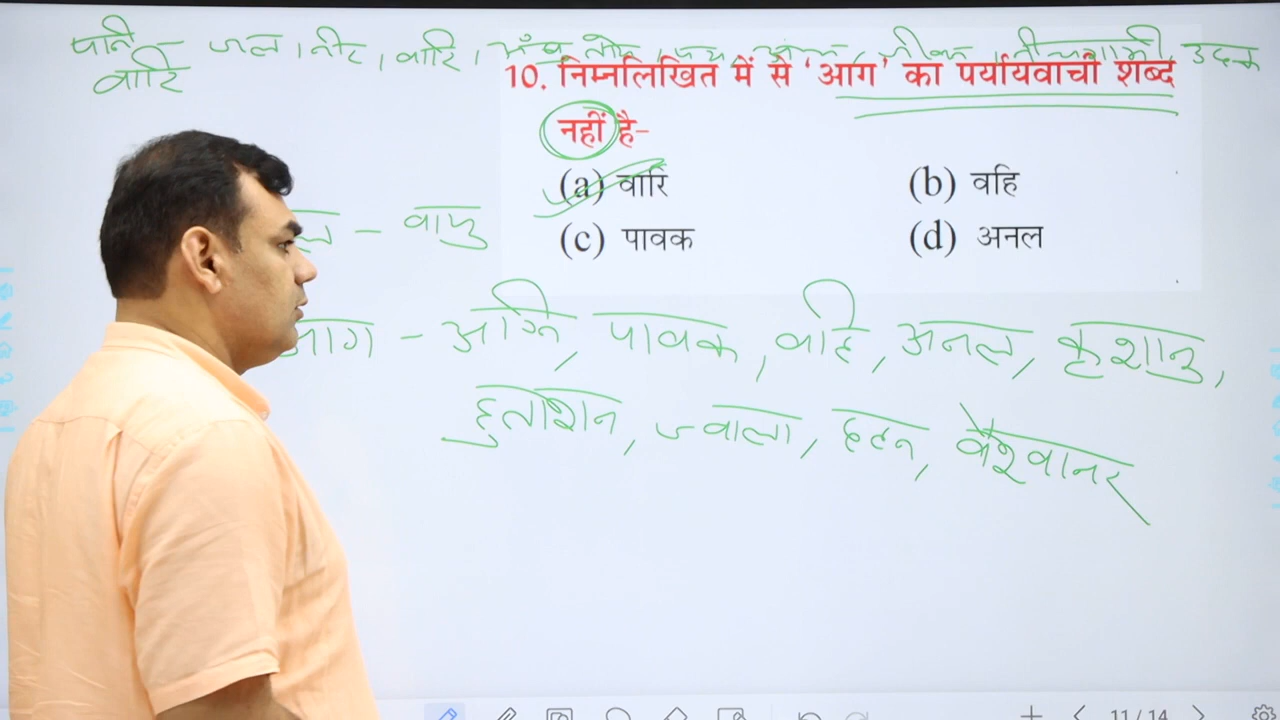 पानि - जल । नीर, वारि, उदक
वारि
10. निम्नलिखित में से 'आग' का पर्यायवाची शब्द
नहीं है-
(a) वारि (b) वहि
(c) पावक (d) अनल
- वायु
आग - अग्नि, पावक, वहि, अनल, कृशानु,
हुताशन, ज्वाला, दहन, वैश्वानर
11/14